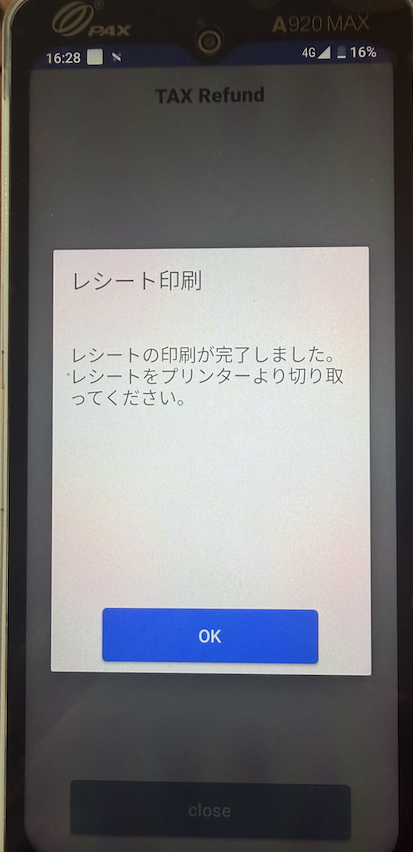 PAX®
A920 MAX
16:28
4G 16%
TAX Refund
レシート印刷
レシートの印刷が完了しました。
レシートをプリンターより切り取
ってください。
OK
close